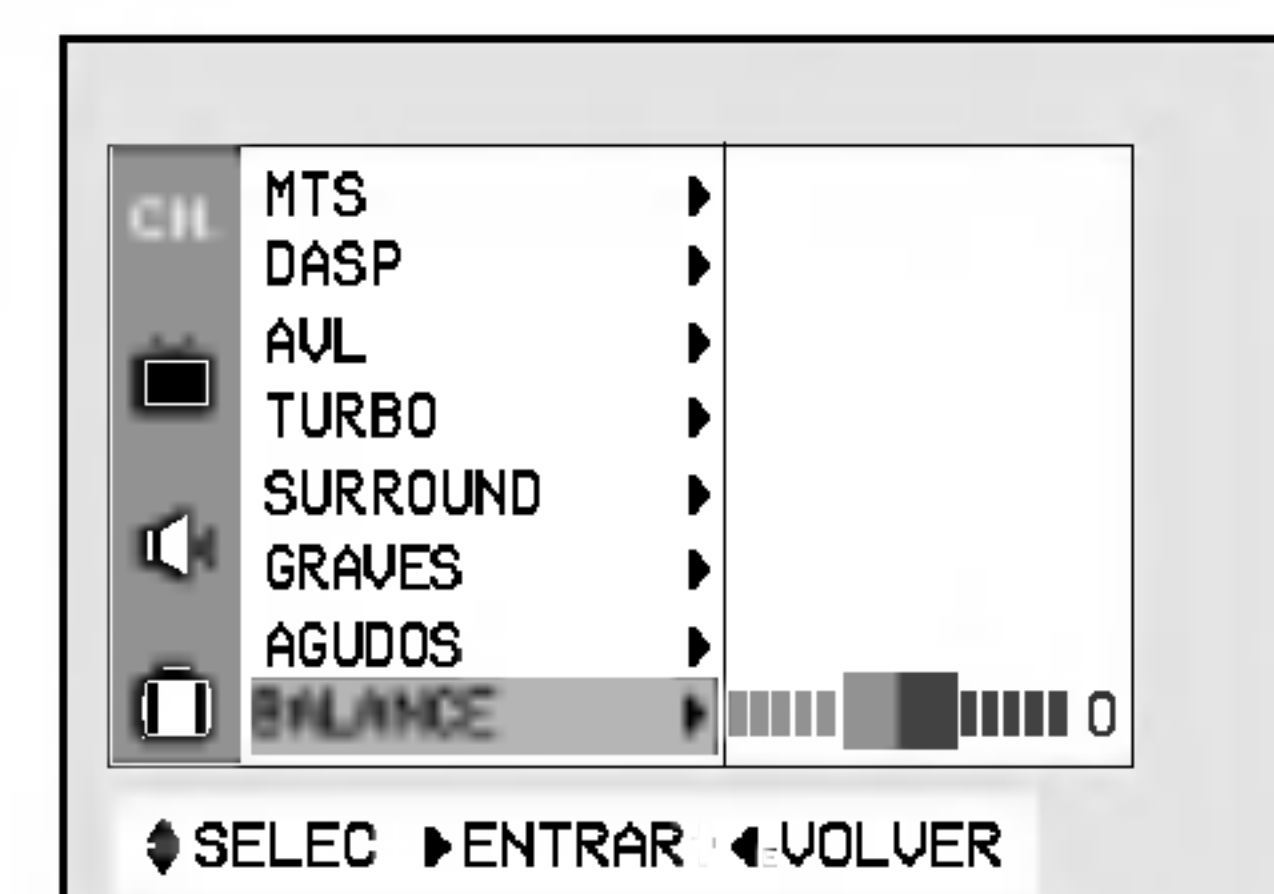 CH.
MTS
DASP
AVL
TURBO
SURROUND
GRAVES
AGUDOS
BALANCE 0
SELEC ENTRAR VOLVER